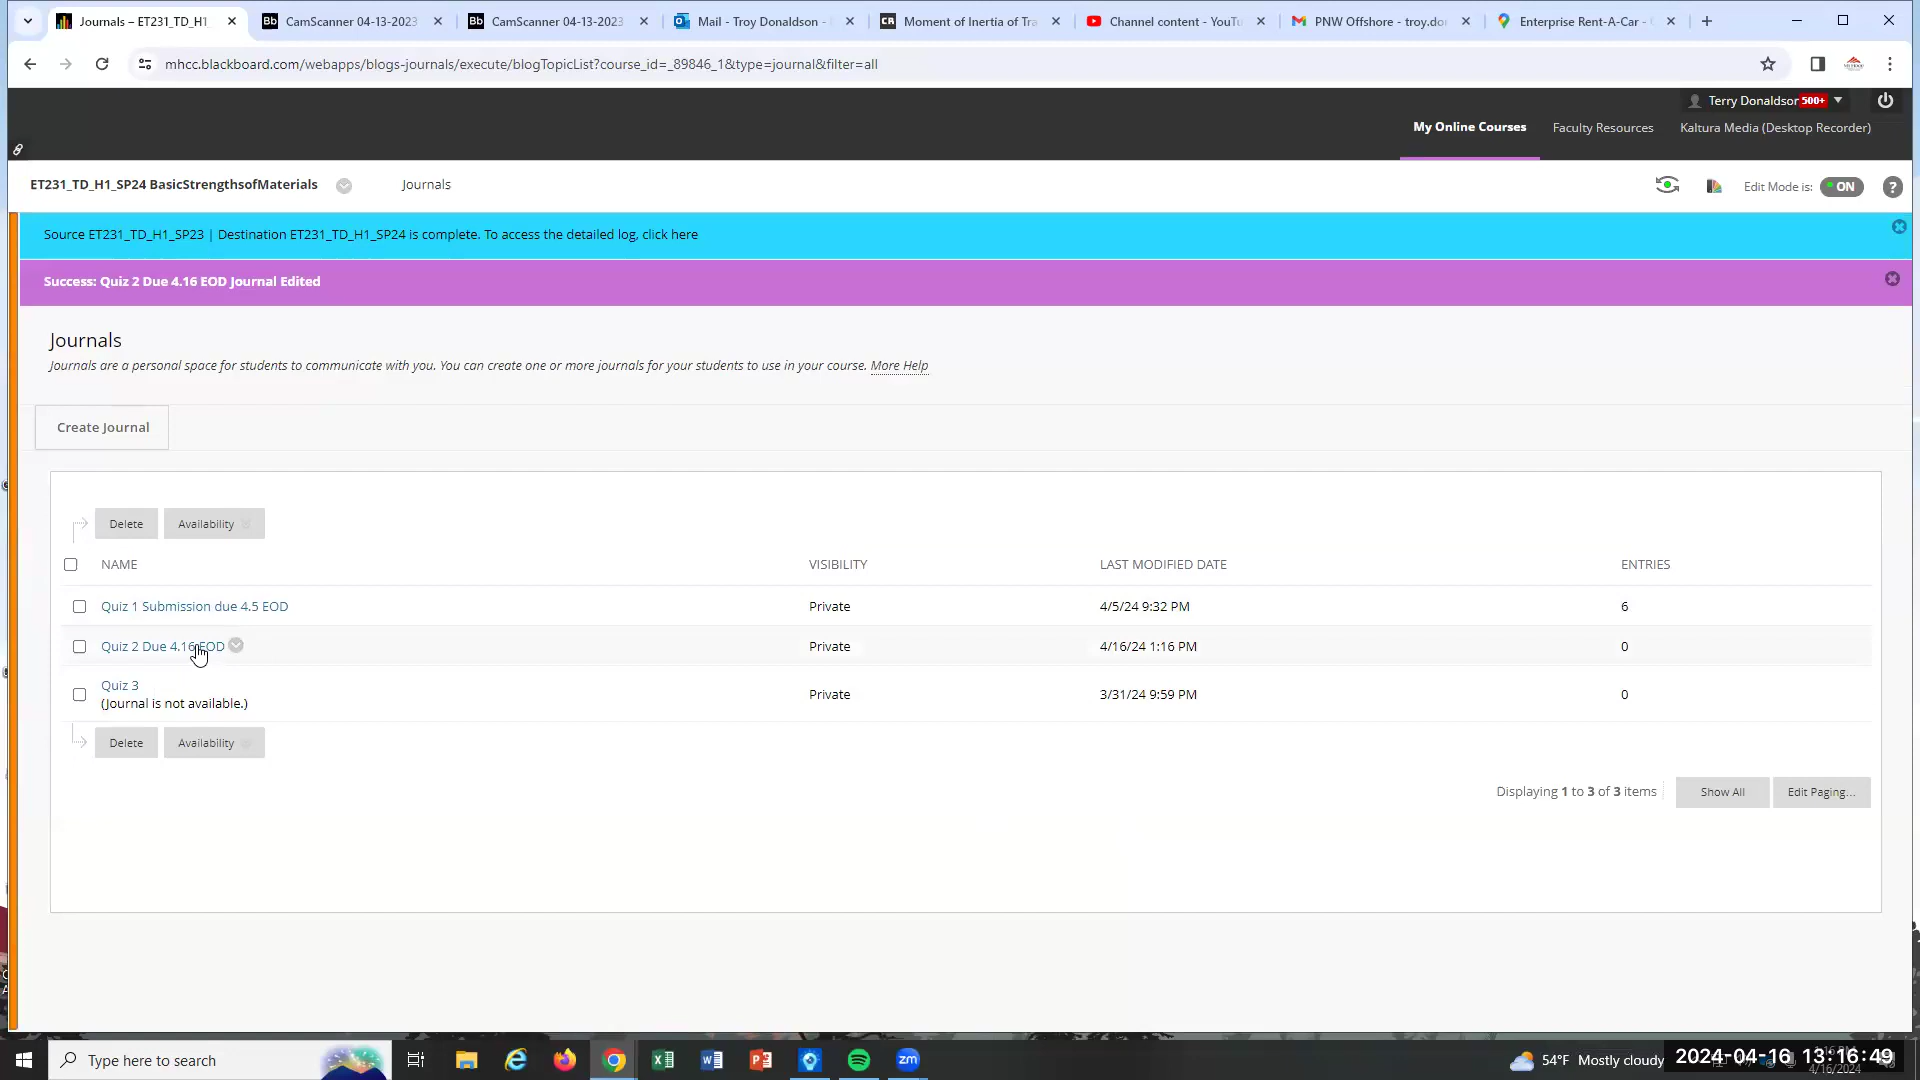 Journals – ET231_TD_H1
CamScanner 04-13-2023
CamScanner 04-13-2023
Mail - Troy Donaldson -
Moment of Inertia of Tra
Channel content - YouTu
PNW Offshore - troy.dor
Enterprise Rent-A-Car -
mhcc.blackboard.com/webapps/blogs-journals/execute/blogTopicList?course_id=_89846_1&type=journal&filter=all
Terry Donaldson
500+
My Online Courses
Faculty Resources
Kaltura Media (Desktop Recorder)
ET231_TD_H1_SP24 BasicStrengthsofMaterials
Journals
Edit Mode is:
ON
?
Source ET231_TD_H1_SP23 | Destination ET231_TD_H1_SP24 is complete. To access the detailed log, click here
Success: Quiz 2 Due 4.16 EOD Journal Edited
Journals
Journals are a personal space for students to communicate with you. You can create one or more journals for your students to use in your course. More Help
Create Journal
Delete
Availability
NAME
VISIBILITY
LAST MODIFIED DATE
ENTRIES
Quiz 1 Submission due 4.5 EOD
Private
4/5/24 9:32 PM
6
Quiz 2 Due 4.16 EOD
Private
4/16/24 1:16 PM
0
Quiz 3
(Journal is not available.)
Private
3/31/24 9:59 PM
0
Delete
Availability
Displaying 1 to 3 of 3 items
Show All
Edit Paging...
Type here to search
54°F Mostly cloudy
2024-04-16 13:16:49
4/16/2024